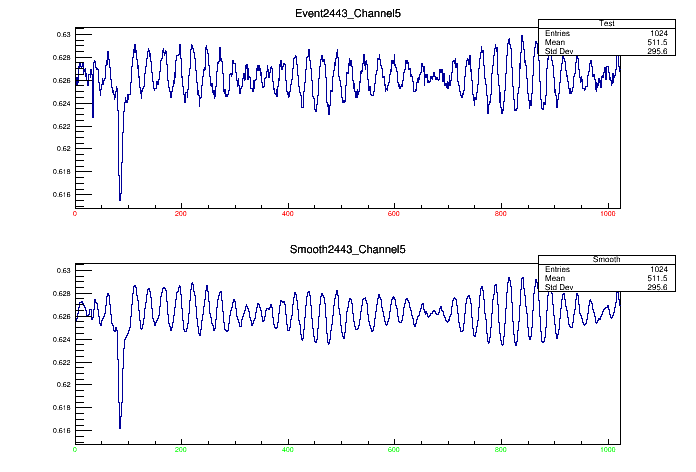 Event2443_Channel5
Test
Entries 1024
Mean 511.5
Std Dev 295.6
0.63
0.628
0.626
0.624
0.622
0.62
0.618
0.616
0 200 400 600 800 1000
Smooth2443_Channel5
Smooth
Entries 1024
Mean 511.5
Std Dev 295.6
0.63
0.628
0.626
0.624
0.622
0.62
0.618
0.616
0 200 400 600 800 1000